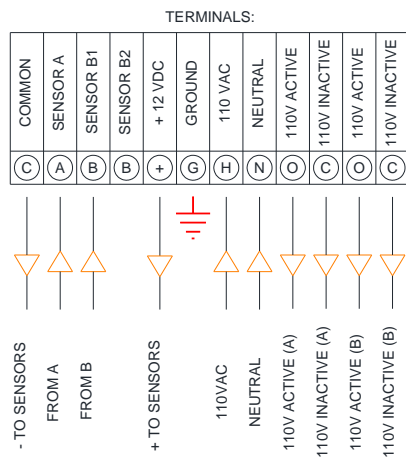 TERMINALS:
COMMON
SENSOR A
SENSOR B1
SENSOR B2
+ 12 VDC
GROUND
110 VAC
NEUTRAL
110V ACTIVE
110V INACTIVE
110V ACTIVE
110V INACTIVE
C
A
B
B
+
G
H
N
O
C
O
C
- TO SENSORS
FROM A
FROM B
+ TO SENSORS
110VAC
NEUTRAL
110V ACTIVE (A)
110V INACTIVE (A)
110V ACTIVE (B)
110V INACTIVE (B)